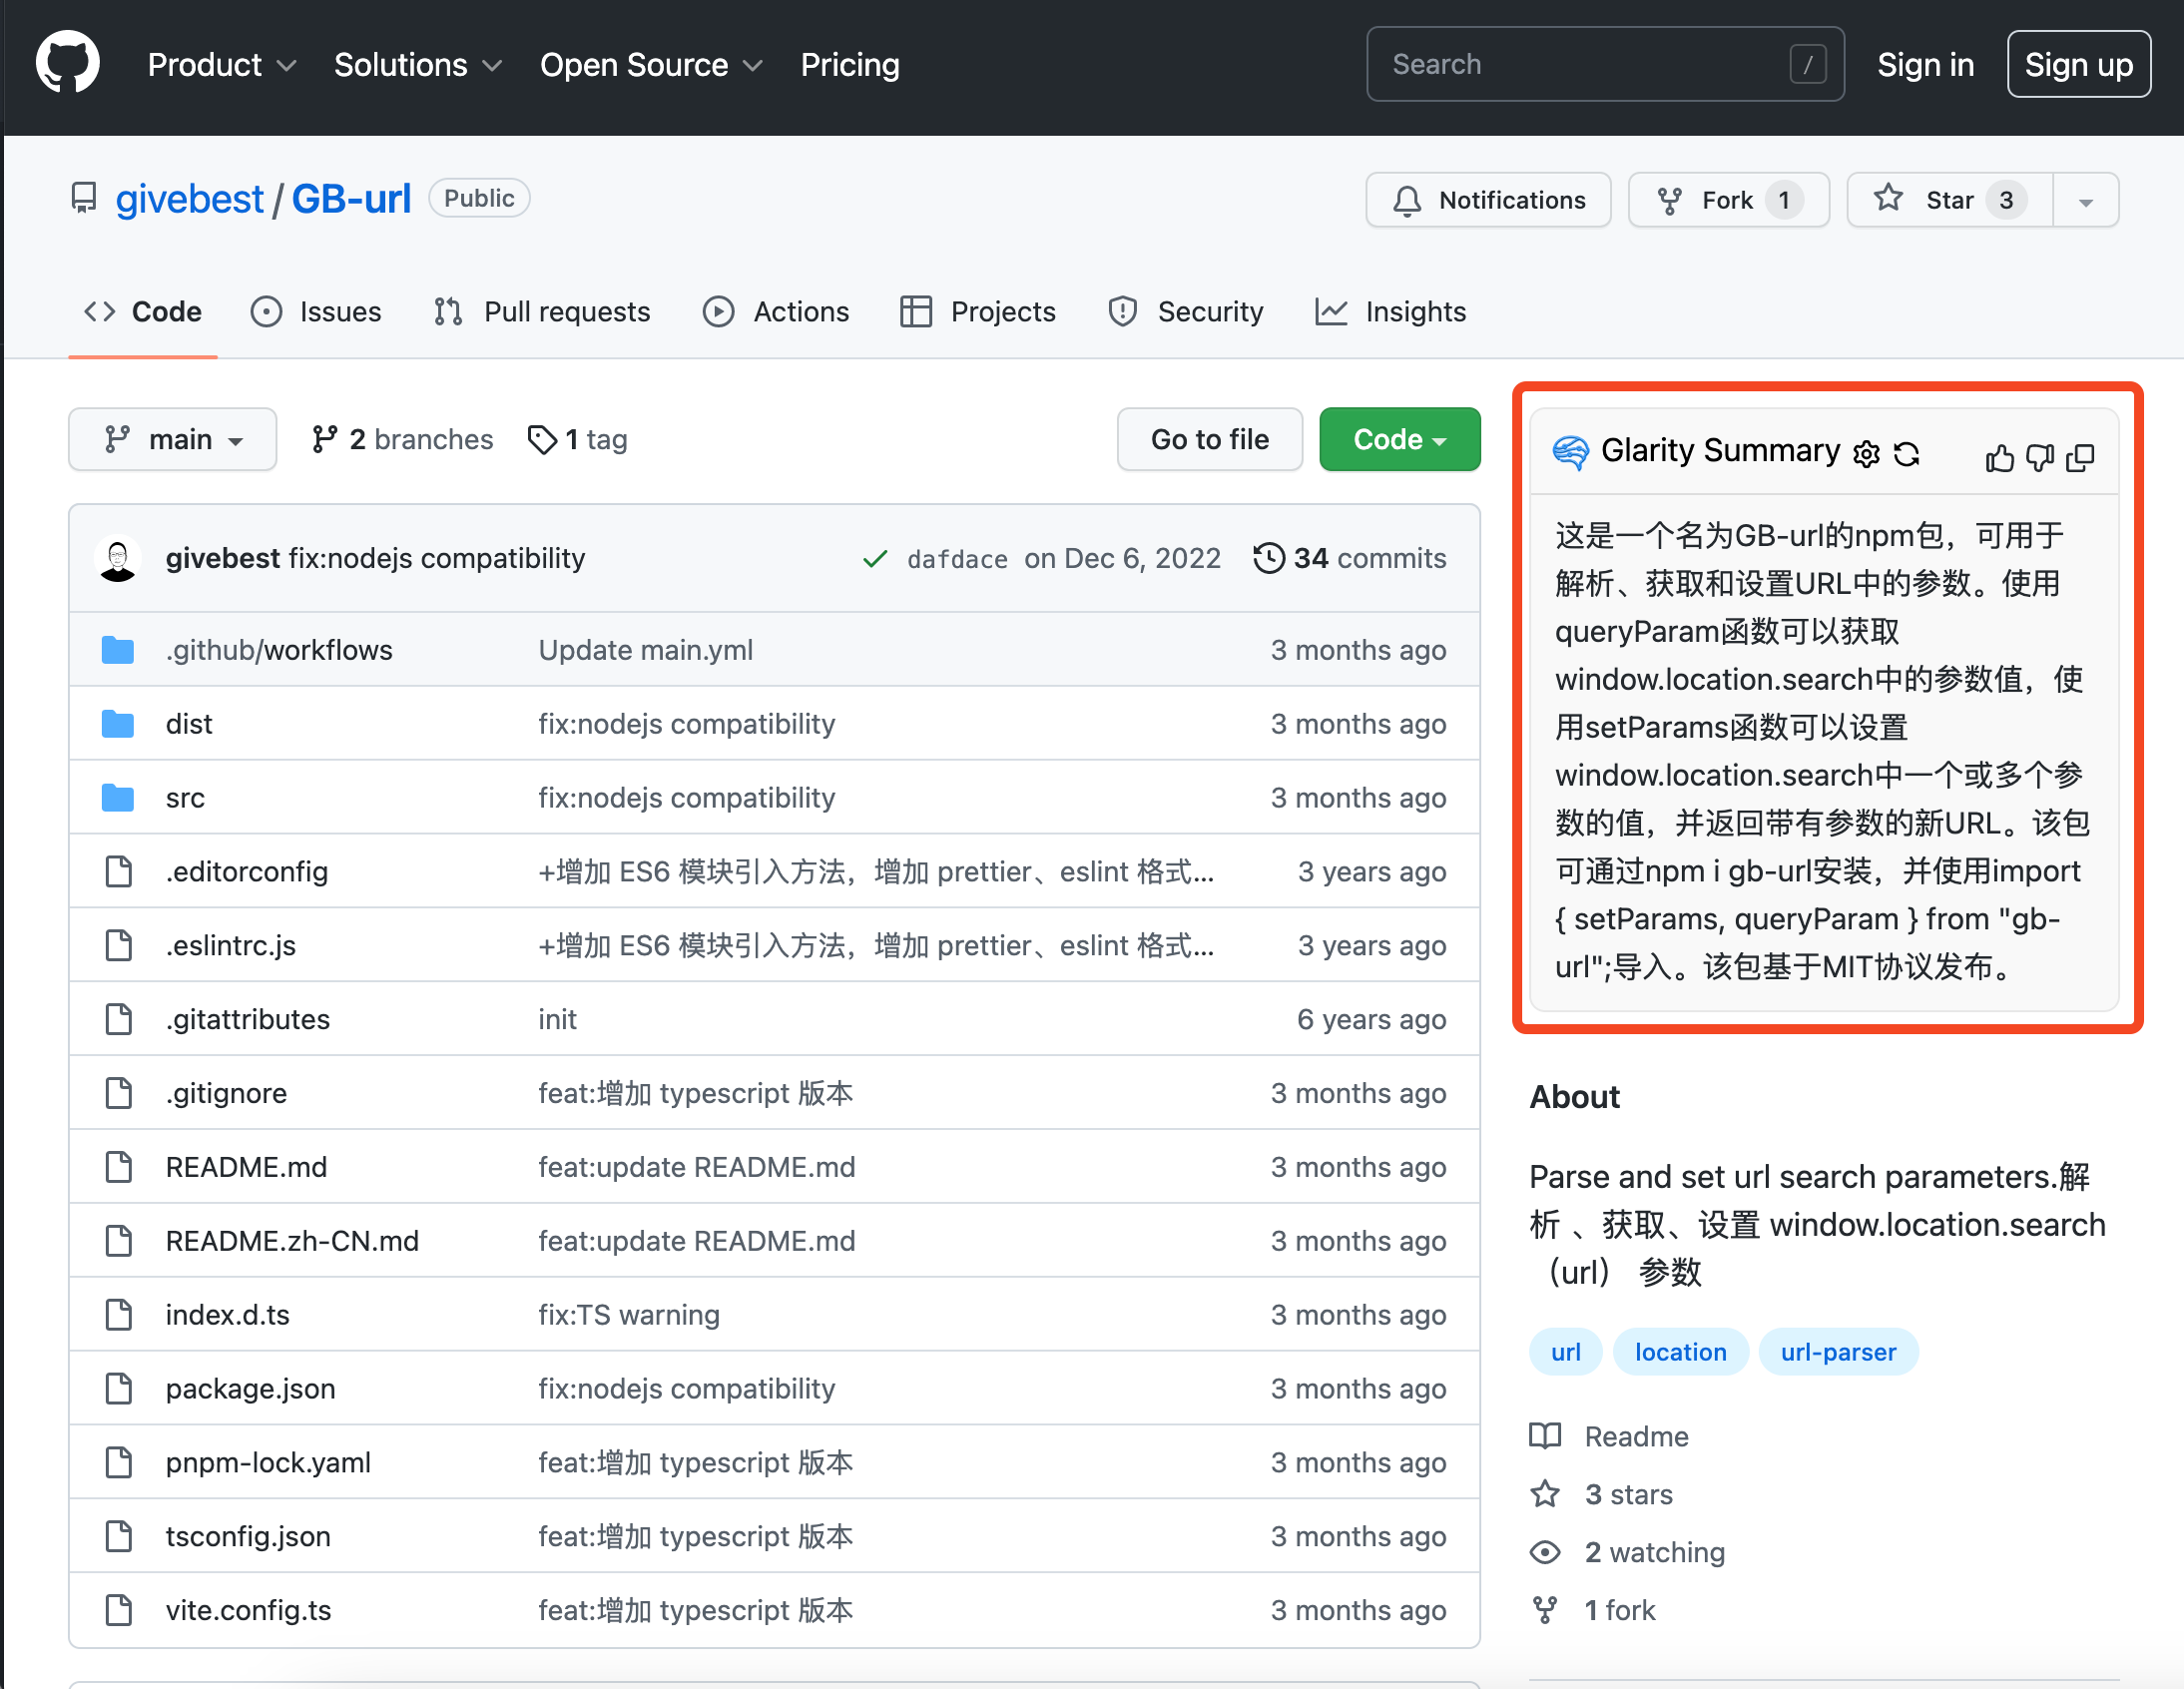 Product Solutions Open Source Pricing Search / Sign in Sign up
givebest / GB-url Public Notifications Fork 1 Star 3
Code Issues Pull requests Actions Projects Security Insights
main 2 branches 1 tag Go to file Code
givebest fix:nodejs compatibility dafdace on Dec 6, 2022 34 commits
.github/workflows Update main.yml 3 months ago
dist fix:nodejs compatibility 3 months ago
src fix:nodejs compatibility 3 months ago
.editorconfig +增加 ES6 模块引入方法，增加 prettier、eslint 格式... 3 years ago
.eslintrc.js +增加 ES6 模块引入方法，增加 prettier、eslint 格式... 3 years ago
.gitattributes init 6 years ago
.gitignore feat:增加 typescript 版本 3 months ago
README.md feat:update README.md 3 months ago
README.zh-CN.md feat:update README.md 3 months ago
index.d.ts fix:TS warning 3 months ago
package.json fix:nodejs compatibility 3 months ago
pnpm-lock.yaml feat:增加 typescript 版本 3 months ago
tsconfig.json feat:增加 typescript 版本 3 months ago
vite.config.ts feat:增加 typescript 版本 3 months ago
Glarity Summary
这是一个名为GB-url的npm包，可用于
解析、获取和设置URL中的参数。使用
queryParam函数可以获取
window.location.search中的参数值，使
用setParams函数可以设置
window.location.search中一个或多个参
数的值，并返回带有参数的新URL。该包
可通过npm i gb-url安装，并使用import
{ setParams, queryParam } from "gb-
url";导入。该包基于MIT协议发布。
About
Parse and set url search parameters.解
析 、获取、设置 window.location.search
（url） 参数
url location url-parser
Readme
3 stars
2 watching
1 fork